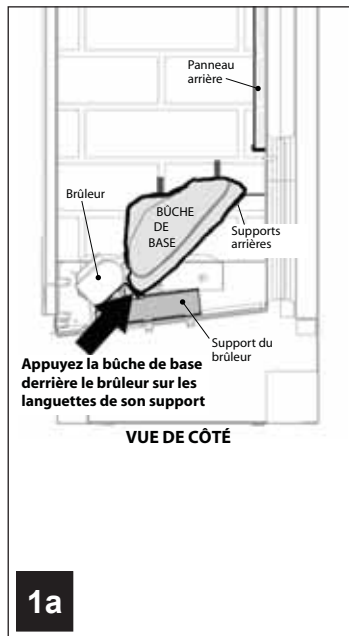 Panneau
arrière
Brûleur
BÛCHE
DE
BASE
Supports
arrières
Support du
brûleur
Appuyez la bûche de base
derrière le brûleur sur les
languettes de son support
VUE DE CÔTÉ
1a